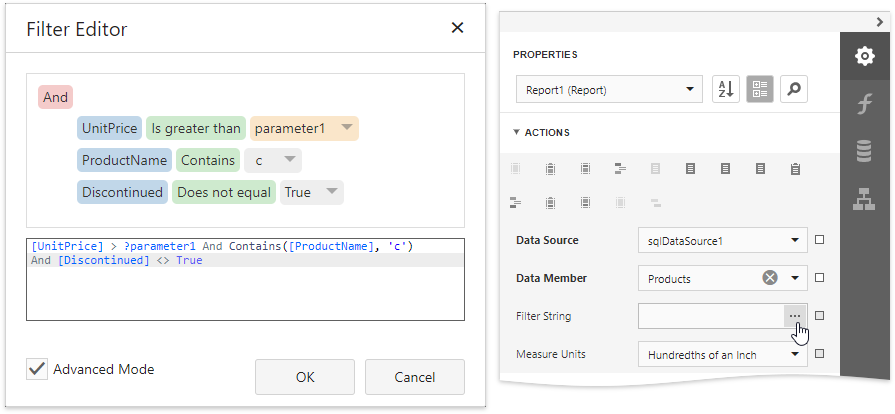 Filter Editor
And
UnitPrice Is greater than parameter1
ProductName Contains c
Discontinued Does not equal True
[UnitPrice] > ?parameter1 And Contains([ProductName], 'c')
And [Discontinued] <> True
Advanced Mode
OK
Cancel
PROPERTIES
Report1 (Report)
A
Z
ACTIONS
Data Source
sqlDataSource1
Data Member
Products
Filter String
...
Measure Units
Hundredths of an Inch